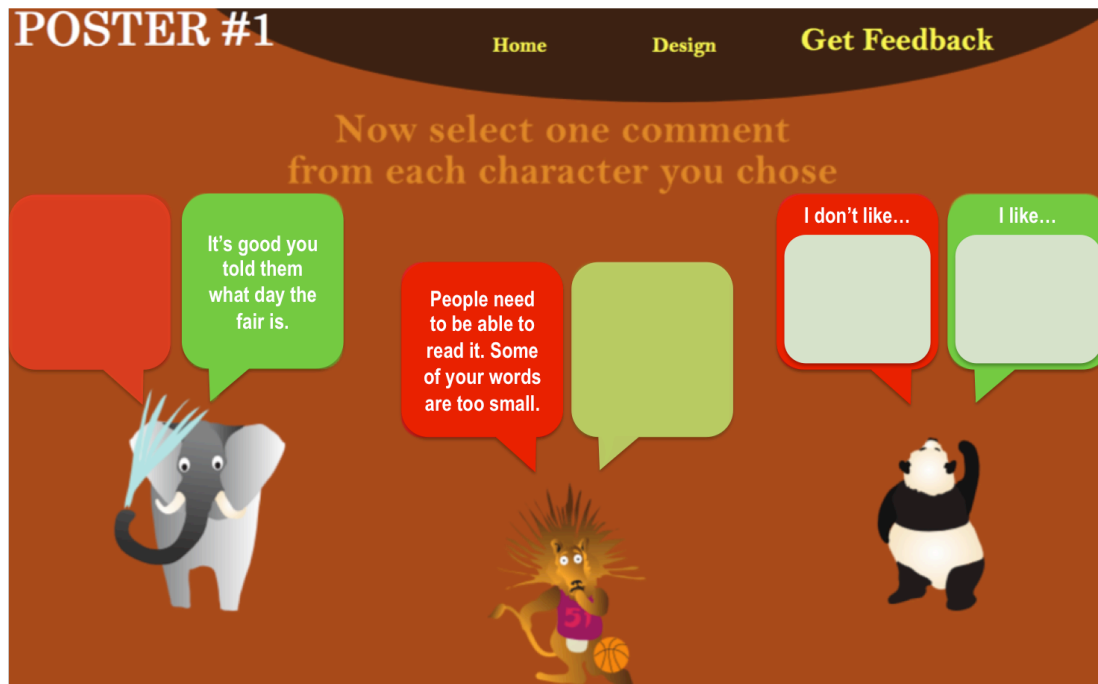 POSTER #1
Home
Design
Get Feedback
Now select one comment
from each character you chose
It's good you
told them
what day the
fair is.
People need
to be able to
read it. Some
of your words
are too small.
I don't like…
I like…
51